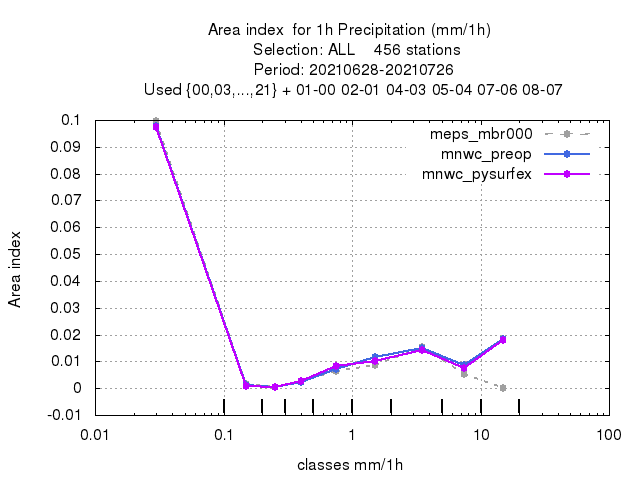 Area index for 1h Precipitation (mm/1h)
Selection: ALL 456 stations
Period: 20210628-20210726
Used {00,03,...,21} + 01-00 02-01 04-03 05-04 07-06 08-07
meps_mbr000
mnwc_preop
mnwc_pysurfex
0.1
0.09
0.08
0.07
0.06
0.05
0.04
0.03
0.02
0.01
0
-0.01
Area index
0.01 0.1 1 10 100
classes mm/1h